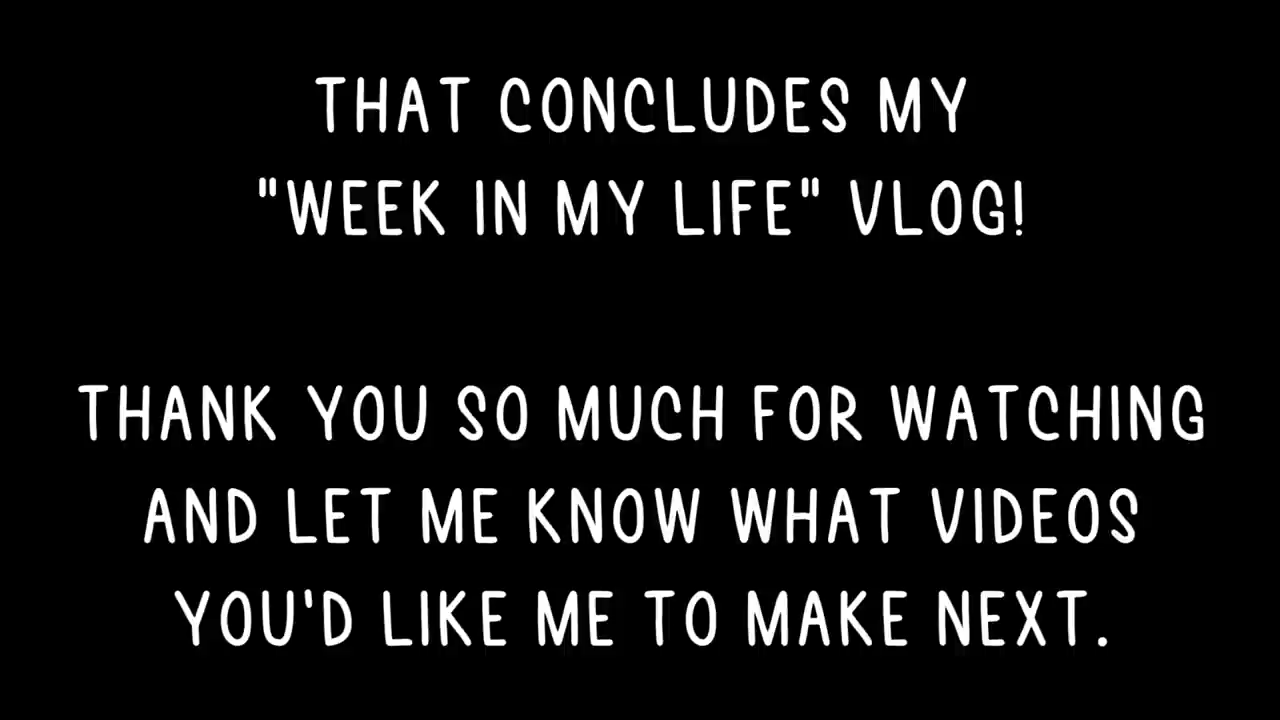 THAT CONCLUDES MY
"WEEK IN MY LIFE" VLOG!
THANK YOU SO MUCH FOR WATCHING
AND LET ME KNOW WHAT VIDEOS
YOU'D LIKE ME TO MAKE NEXT.